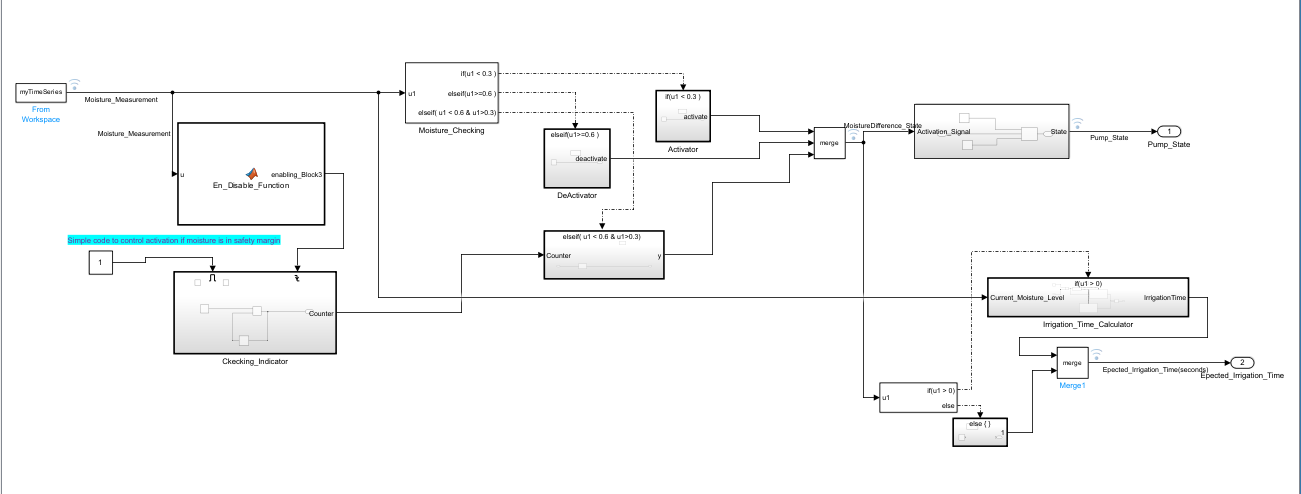 myTimeSeries
From
Workspace
Moisture_Measurement
Moisture_Measurement
u
enabling_Block3
En_Disable_Function
Simple code to control activation if moisture is in safety margin
1
Counter
Ckecking_Indicator
u1
if(u1 < 0.3 )
elseif(u1>=0.6 )
elseif( u1 < 0.6 & u1>0.3)
Moisture_Checking
if(u1 < 0.3 )
activate
Activator
elseif(u1>=0.6 )
deactivate
DeActivator
elseif( u1 < 0.6 & u1>0.3)
Counter
y
merge
MoistureDifference_State
Activation_Signal
State
Pump_State
1
Pump_State
if(u1 > 0)
Current_Moisture_Level
IrrigationTime
Irrigation_Time_Calculator
merge
Merge1
Epected_Irrigation_Time(seconds)
2
Epected_Irrigation_Time
u1
if(u1 > 0)
else
else { }
1